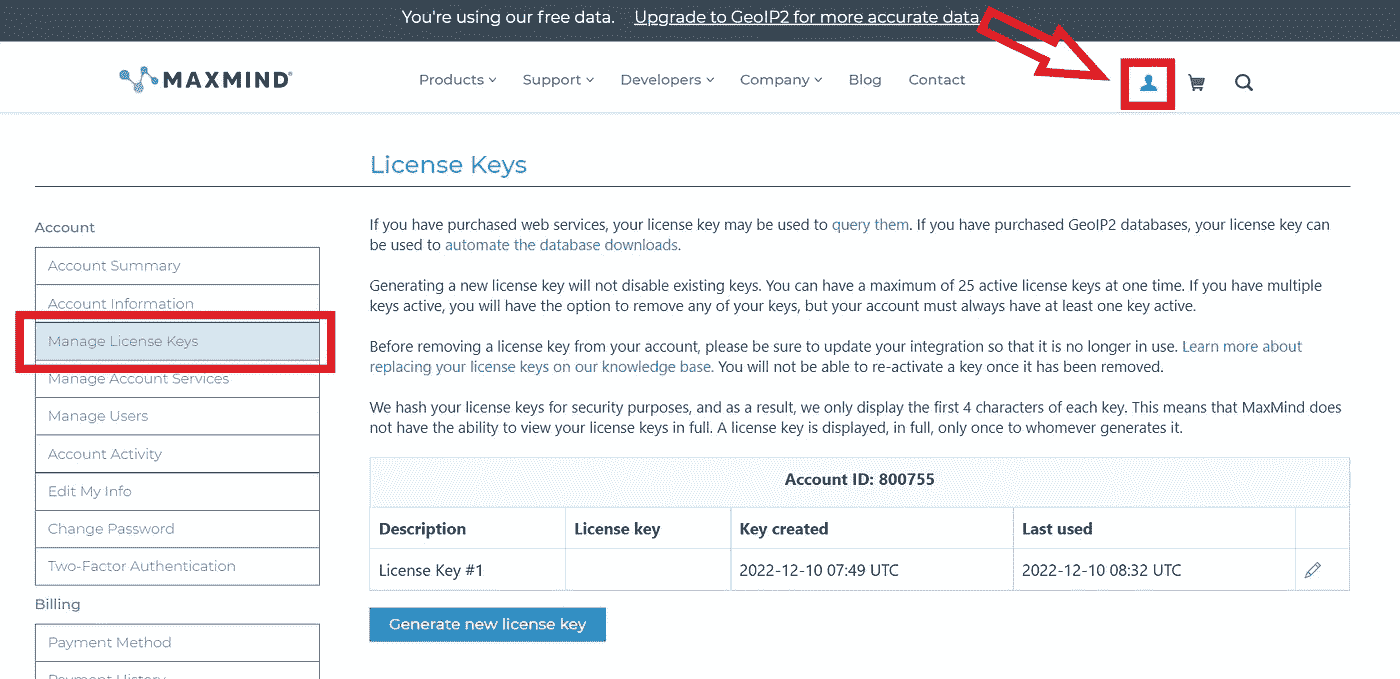 You're using our free data. Upgrade to GeoIP2 for more accurate data
MAXMIND
Products Support Developers Company Blog Contact
License Keys
Account
Account Summary
Account Information
Manage License Keys
Manage Account Services
Manage Users
Account Activity
Edit My Info
Change Password
Two-Factor Authentication
Billing
Payment Method
Payment History
If you have purchased web services, your license key may be used to query them. If you have purchased GeoIP2 databases, your license key can
be used to automate the database downloads.
Generating a new license key will not disable existing keys. You can have a maximum of 25 active license keys at one time. If you have multiple
keys active, you will have the option to remove any of your keys, but your account must always have at least one key active.
Before removing a license key from your account, please be sure to update your integration so that it is no longer in use. Learn more about
replacing your license keys on our knowledge base. You will not be able to re-activate a key once it has been removed.
We hash your license keys for security purposes, and as a result, we only display the first 4 characters of each key. This means that MaxMind does
not have the ability to view your license keys in full. A license key is displayed, in full, only once to whomever generates it.
Account ID: 800755
Description License key Key created Last used
License Key #1 2022-12-10 07:49 UTC 2022-12-10 08:32 UTC
Generate new license key